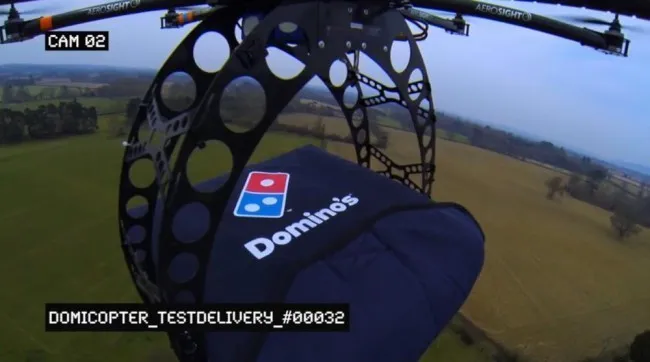 AEROSIGHT
AEROSIGHT
CAM 02
Domino's
DOMICOPTER_TESTDELIVERY_#00032